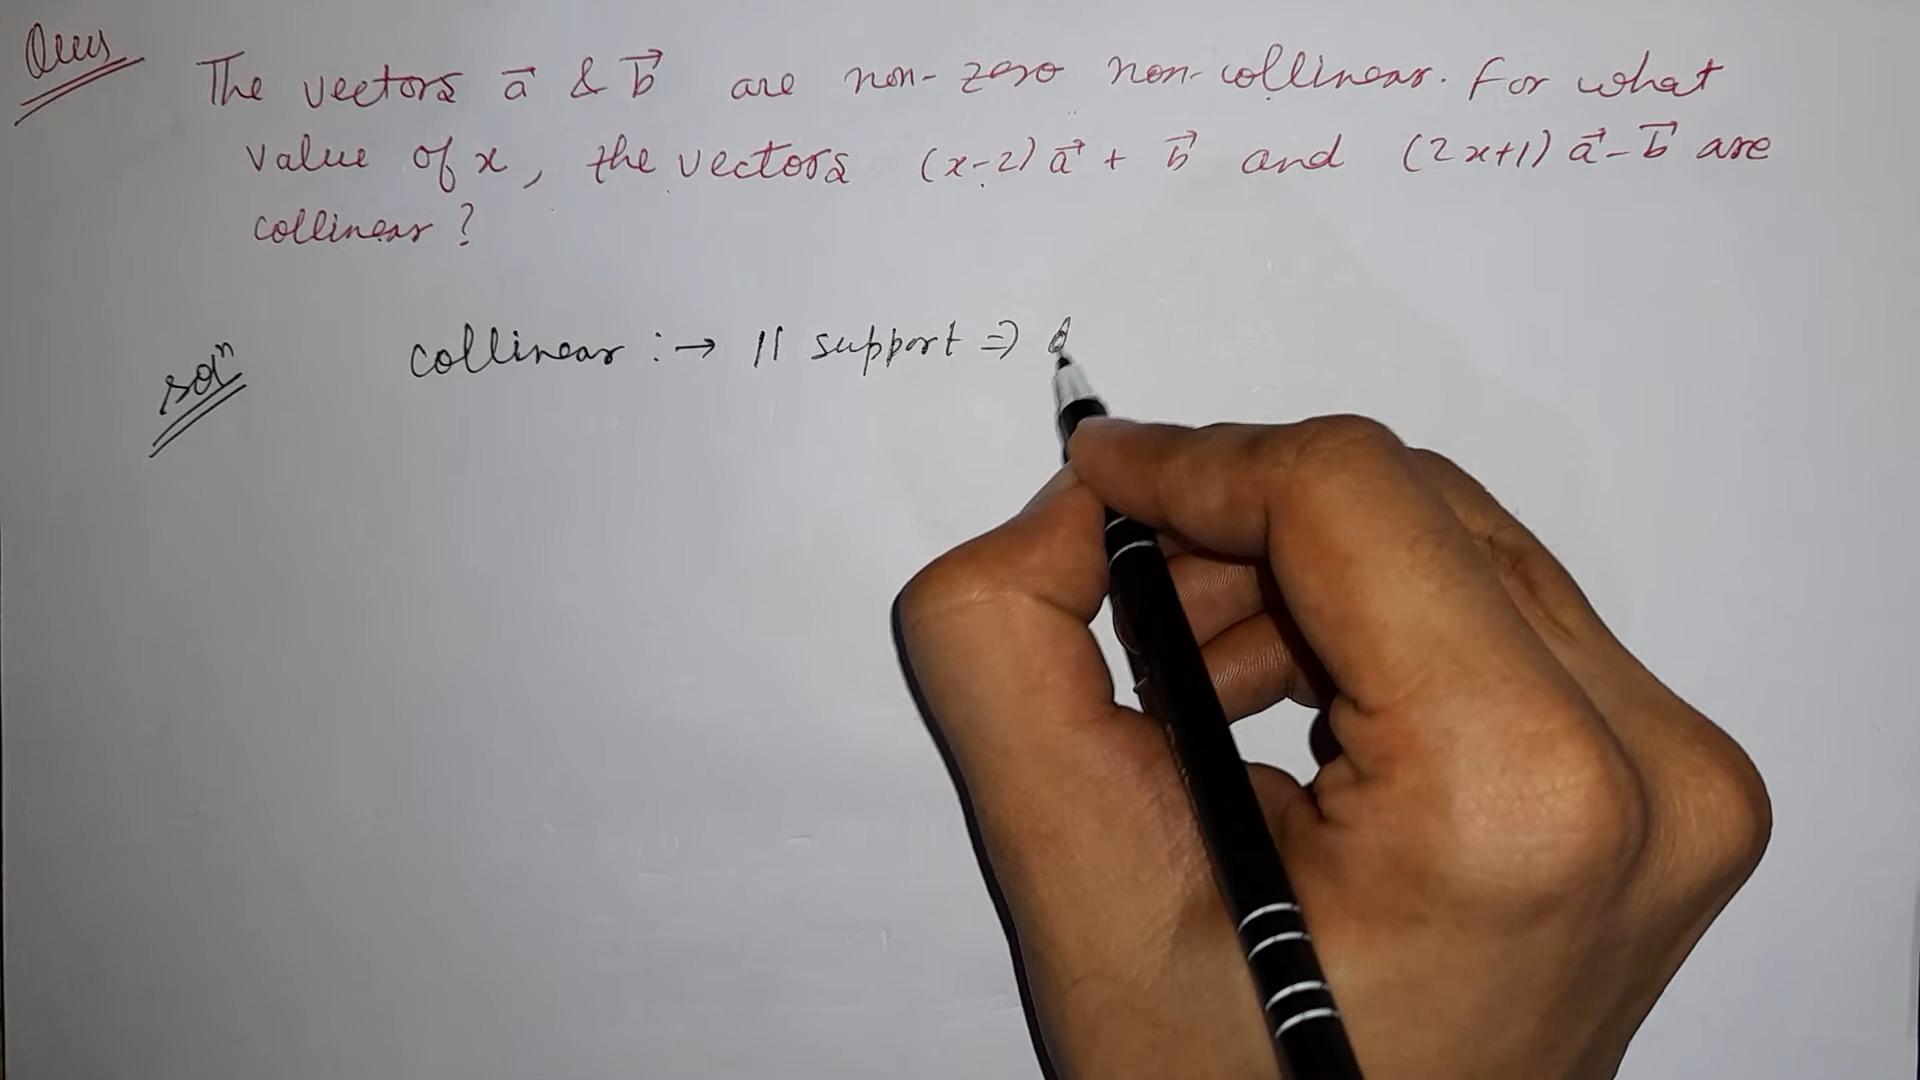 Ques
The vectors a⃗ & b⃗ are non-zero non-collinear. For what
value of x, the vectors (x-2) a⃗ + b⃗ and (2x+1) a⃗ - b⃗ are
collinear?
solⁿ collinear :→ || support ⇒